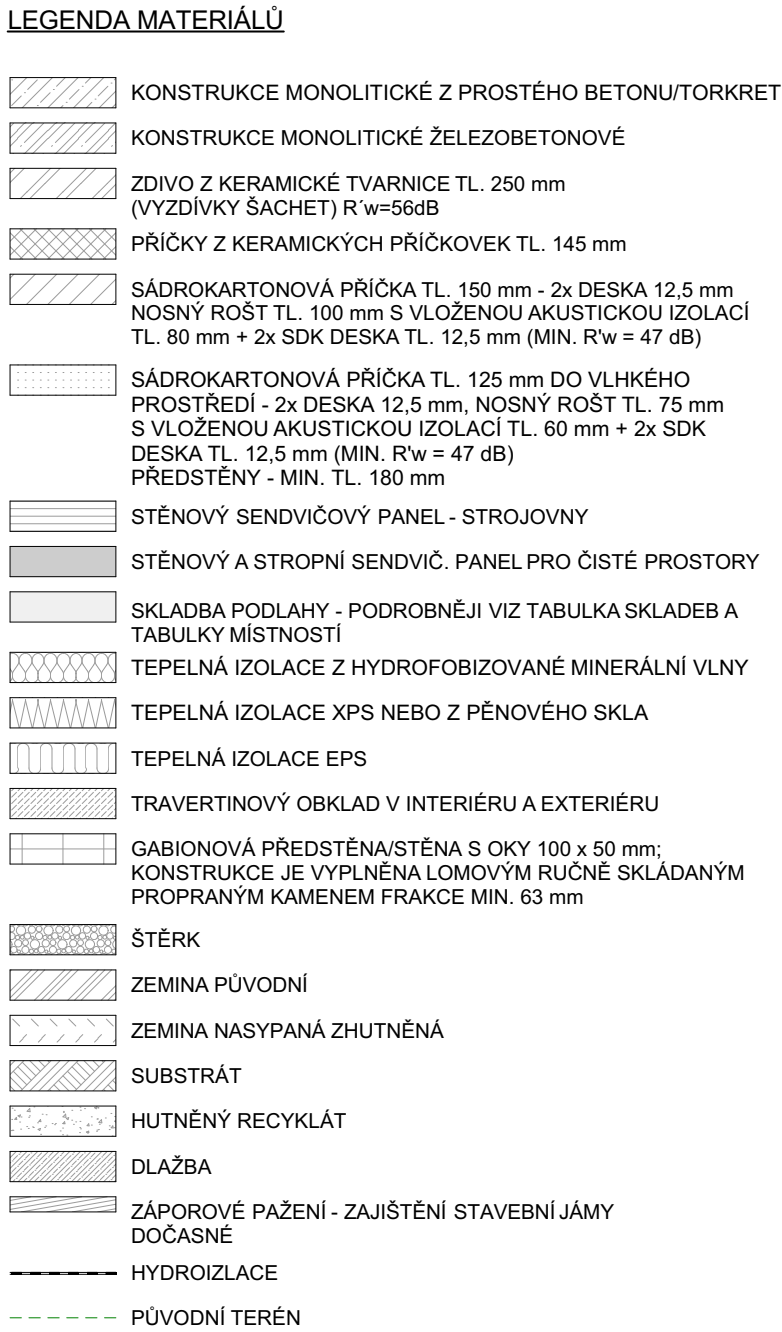 LEGENDA MATERIÁLŮ
KONSTRUKCE MONOLITICKÉ Z PROSTÉHO BETONU/TORKRET
KONSTRUKCE MONOLITICKÉ ŽELEZOBETONOVÉ
ZDIVO Z KERAMICKÉ TVARNICE TL. 250 mm
(VYZDÍVKY ŠACHET) R´w=56dB
PŘÍČKY Z KERAMICKÝCH PŘÍČKOVEK TL. 145 mm
SÁDROKARTONOVÁ PŘÍČKA TL. 150 mm - 2x DESKA 12,5 mm
NOSNÝ ROŠT TL. 100 mm S VLOŽENOU AKUSTICKOU IZOLACÍ
TL. 80 mm + 2x SDK DESKA TL. 12,5 mm (MIN. R'w = 47 dB)
SÁDROKARTONOVÁ PŘÍČKA TL. 125 mm DO VLHKÉHO
PROSTŘEDÍ - 2x DESKA 12,5 mm, NOSNÝ ROŠT TL. 75 mm
S VLOŽENOU AKUSTICKOU IZOLACÍ TL. 60 mm + 2x SDK
DESKA TL. 12,5 mm (MIN. R'w = 47 dB)
PŘEDSTĚNY - MIN. TL. 180 mm
STĚNOVÝ SENDVIČOVÝ PANEL - STROJOVNY
STĚNOVÝ A STROPNÍ SENDVIČ. PANEL PRO ČISTÉ PROSTORY
SKLADBA PODLAHY - PODROBNĚJI VIZ TABULKA SKLADEB A
TABULKY MÍSTNOSTÍ
TEPELNÁ IZOLACE Z HYDROFOBIZOVANÉ MINERÁLNÍ VLNY
TEPELNÁ IZOLACE XPS NEBO Z PĚNOVÉHO SKLA
TEPELNÁ IZOLACE EPS
TRAVERTINOVÝ OBKLAD V INTERIÉRU A EXTERIÉRU
GABIONOVÁ PŘEDSTĚNA/STĚNA S OKY 100 x 50 mm;
KONSTRUKCE JE VYPLNĚNA LOMOVÝM RUČNĚ SKLÁDANÝM
PROPRANÝM KAMENEM FRAKCE MIN. 63 mm
ŠTĚRK
ZEMINA PŮVODNÍ
ZEMINA NASYPANÁ ZHUTNĚNÁ
SUBSTRÁT
HUTNĚNÝ RECYKLÁT
DLAŽBA
ZÁPOROVÉ PAŽENÍ - ZAJIŠTĚNÍ STAVEBNÍ JÁMY
DOČASNÉ
HYDROIZLACE
PŮVODNÍ TERÉN